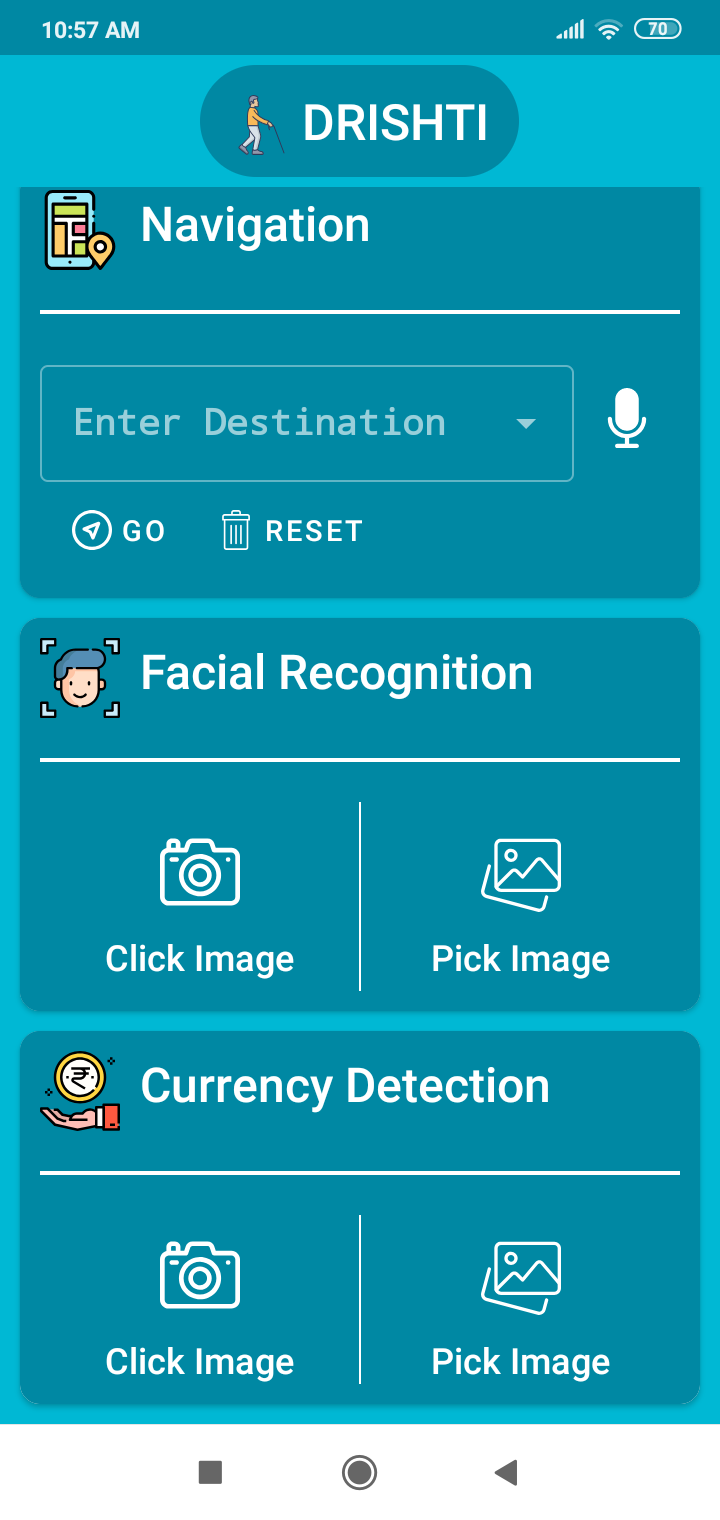 10:57 AM
70
DRISHTI
Navigation
Enter Destination
GO RESET
Facial Recognition
Click Image Pick Image
₹
Currency Detection
Click Image Pick Image